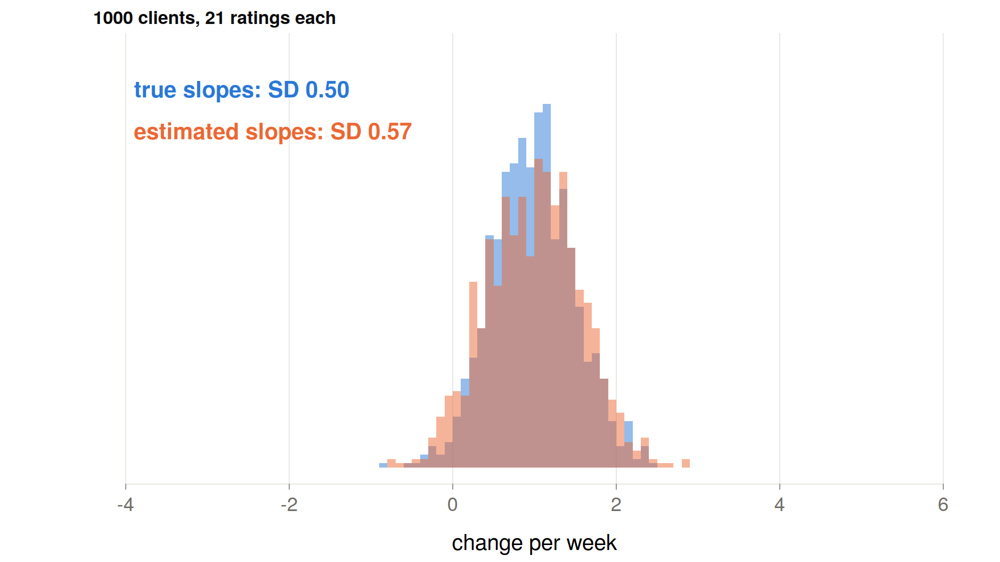 1000 clients, 21 ratings each
true slopes: SD 0.50
estimated slopes: SD 0.57
-4 -2 0 2 4 6
change per week